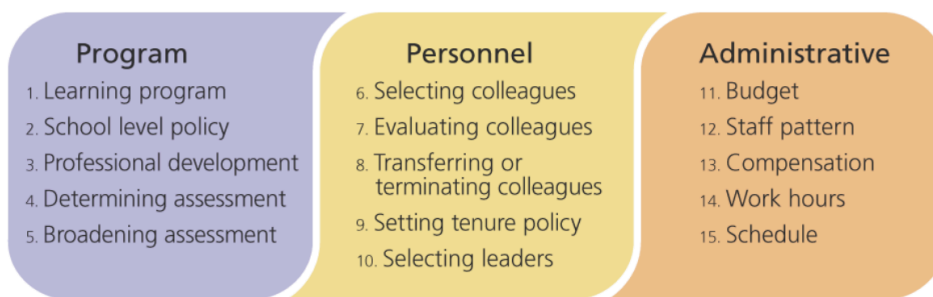 Program
1. Learning program
2. School level policy
3. Professional development
4. Determining assessment
5. Broadening assessment
Personnel
6. Selecting colleagues
7. Evaluating colleagues
8. Transferring or
terminating colleagues
9. Setting tenure policy
10. Selecting leaders
Administrative
11. Budget
12. Staff pattern
13. Compensation
14. Work hours
15. Schedule